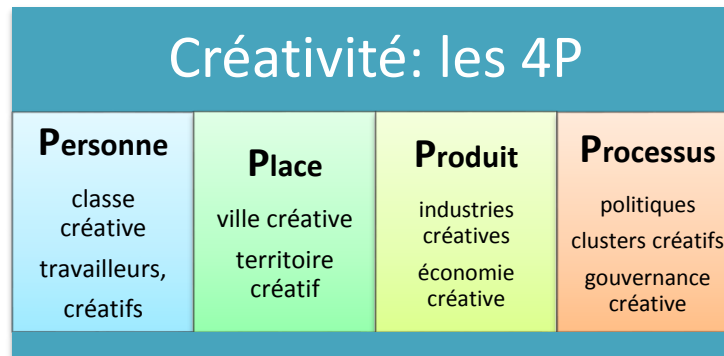 Créativité: les 4P
Personne
classe
créative
travailleurs,
créatifs
Place
ville créative
territoire
créatif
Produit
industries
créatives
économie
créative
Processus
politiques
clusters créatifs
gouvernance
créative